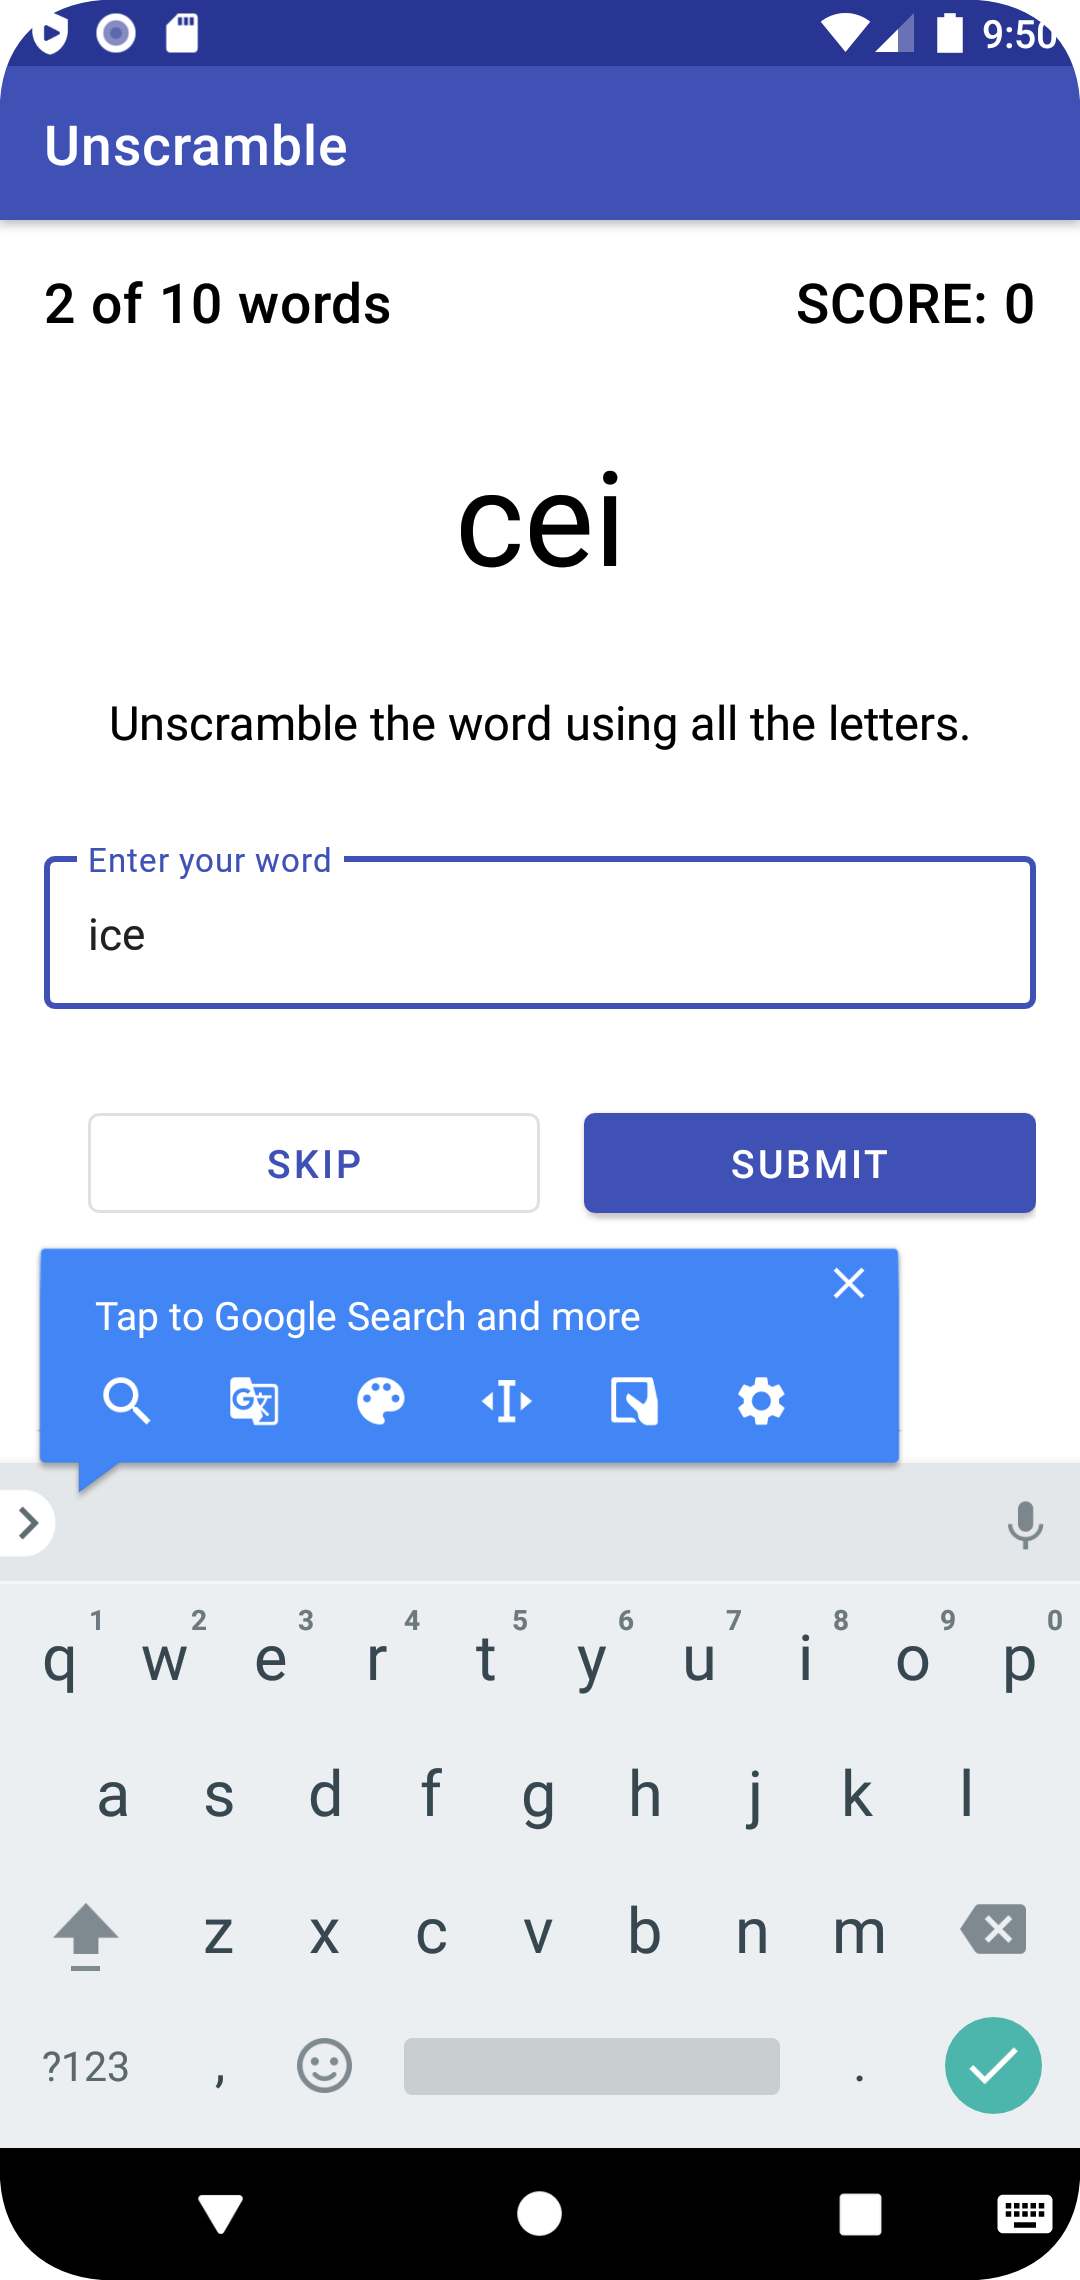 9:50
Unscramble
2 of 10 words SCORE: 0
cei
Unscramble the word using all the letters.
Enter your word
ice
SKIP SUBMIT
Tap to Google Search and more
1 2 3 4 5 6 7 8 9 0
q w e r t y u i o p
a s d f g h j k l
z x c v b n m
?123 , .